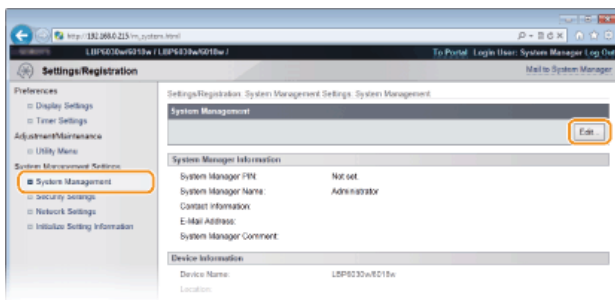 http://192.168.0.215/m_system.html
LBP6030w/6018w / LBP6030w/6018w /
To Portal Login User: System Manager Log Out
Settings/Registration
Mail to System Manager
Preferences
Display Settings
Timer Settings
Adjustment/Maintenance
Utility Menu
System Management Settings
System Management
Security Settings
Network Settings
Initialize Setting Information
Settings/Registration: System Management Settings: System Management
System Management
Edit...
System Manager Information
System Manager PIN: Not set
System Manager Name: Administrator
Contact Information:
E-Mail Address:
System Manager Comment:
Device Information
Device Name: LBP6030w/6018w
Location: